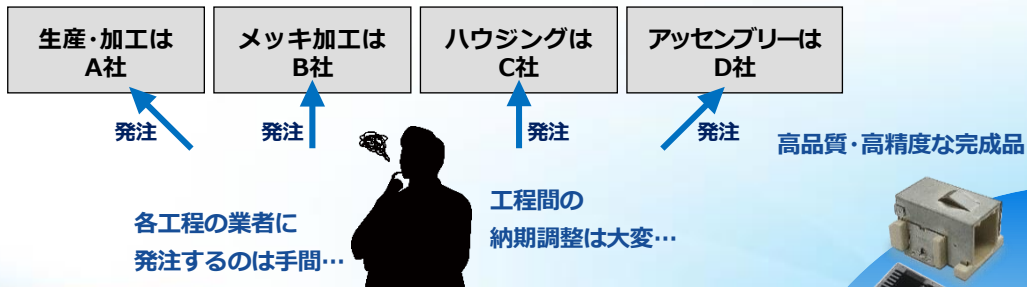 生産・加工は
A社
メッキ加工は
B社
ハウジングは
C社
アッセンブリーは
D社
発注
発注
発注
発注
高品質・高精度な完成品
各工程の業者に
発注するのは手間…
工程間の
納期調整は大変…